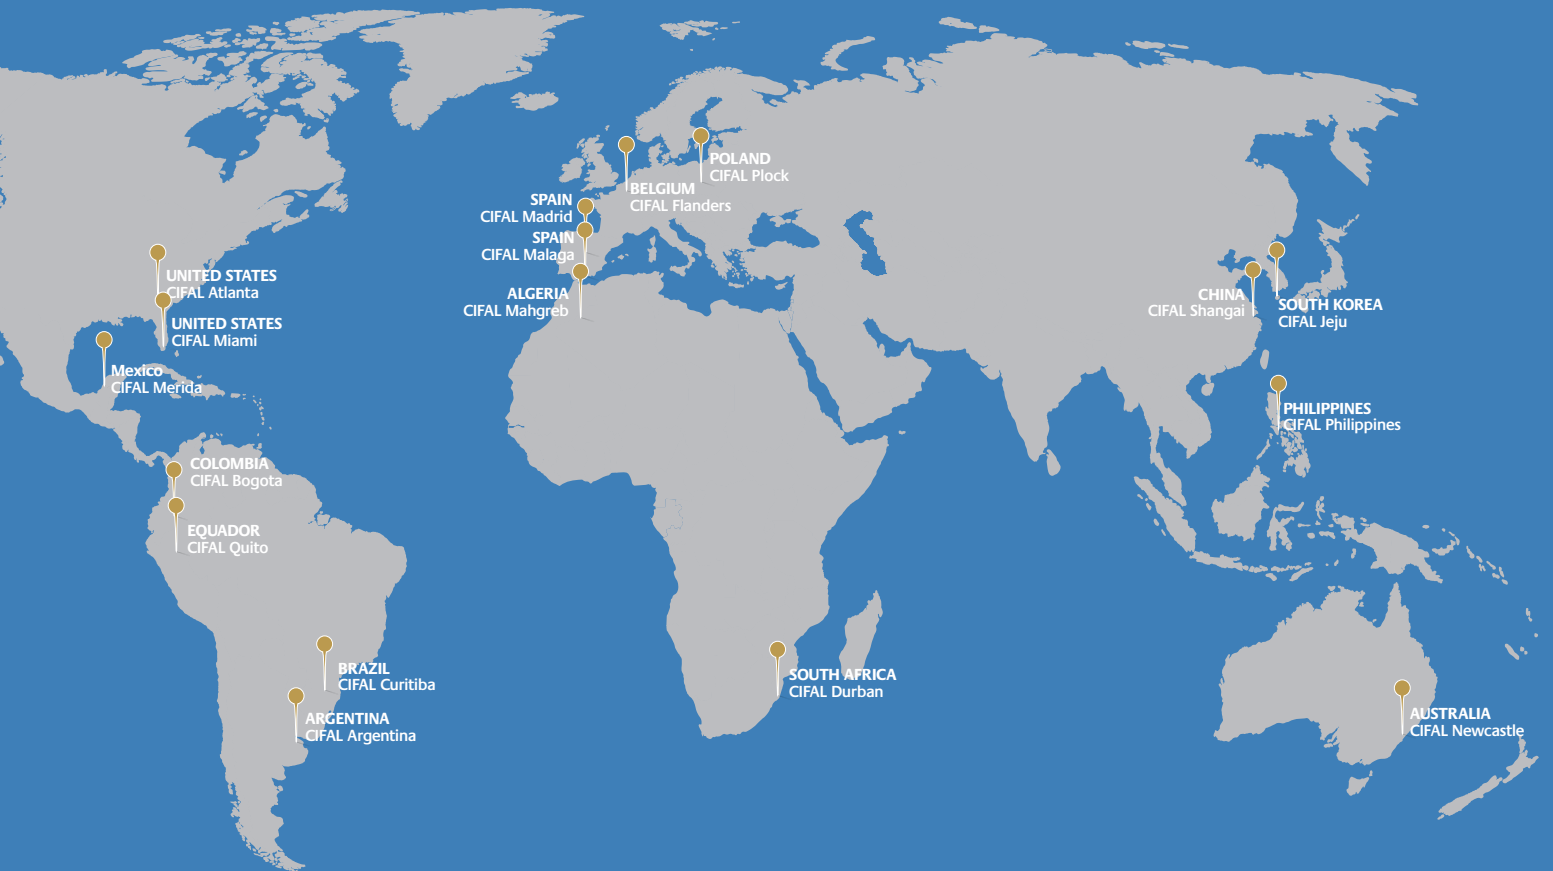 POLAND
CIFAL Plock
BELGIUM
CIFAL Flanders
SPAIN
CIFAL Madrid
SPAIN
CIFAL Malaga
ALGERIA
CIFAL Mahgreb
UNITED STATES
CIFAL Atlanta
UNITED STATES
CIFAL Miami
Mexico
CIFAL Merida
COLOMBIA
CIFAL Bogota
EQUADOR
CIFAL Quito
BRAZIL
CIFAL Curitiba
ARGENTINA
CIFAL Argentina
SOUTH AFRICA
CIFAL Durban
CHINA
CIFAL Shangai
SOUTH KOREA
CIFAL Jeju
PHILIPPINES
CIFAL Philippines
AUSTRALIA
CIFAL Newcastle